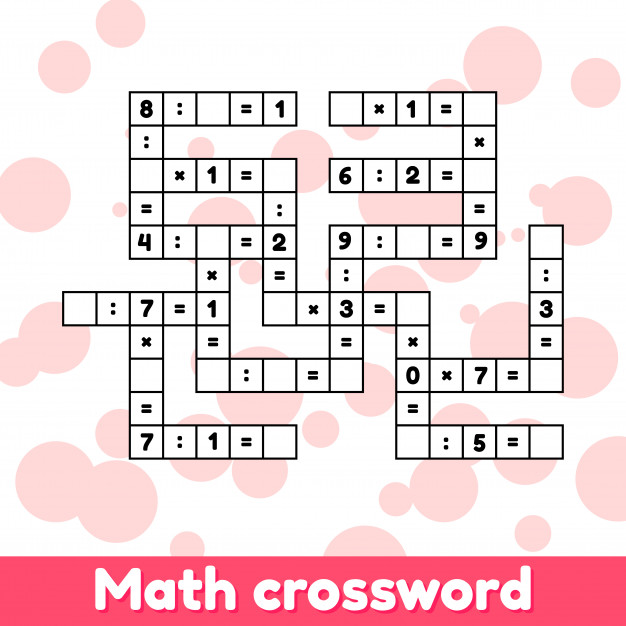 8 : = 1 × 1 =
: ×
× 1 = 6 : 2 =
= : =
4 : = 2 9 : = 9
× = : :
: 7 = 1 × 3 = 3
× = = × =
: = 0 × 7 =
= =
7 : 1 = : 5 =
Math crossword